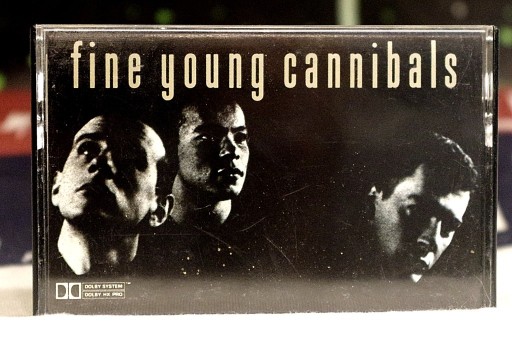 fine young cannibals
DOLBY SYSTEM
DOLBY HX PRO